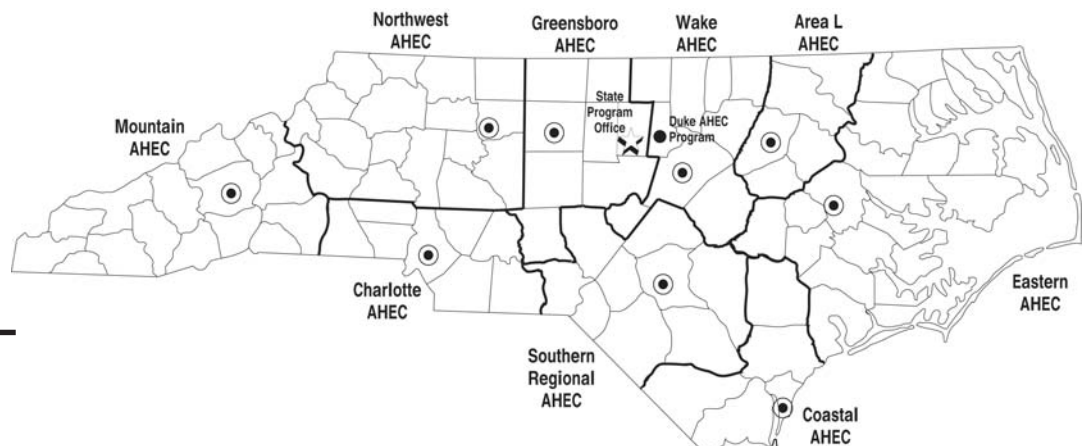 Northwest
AHEC
Greensboro
AHEC
Wake
AHEC
Area L
AHEC
Mountain
AHEC
State
Program
Office
Duke AHEC
Program
Charlotte
AHEC
Southern
Regional
AHEC
Coastal
AHEC
Eastern
AHEC